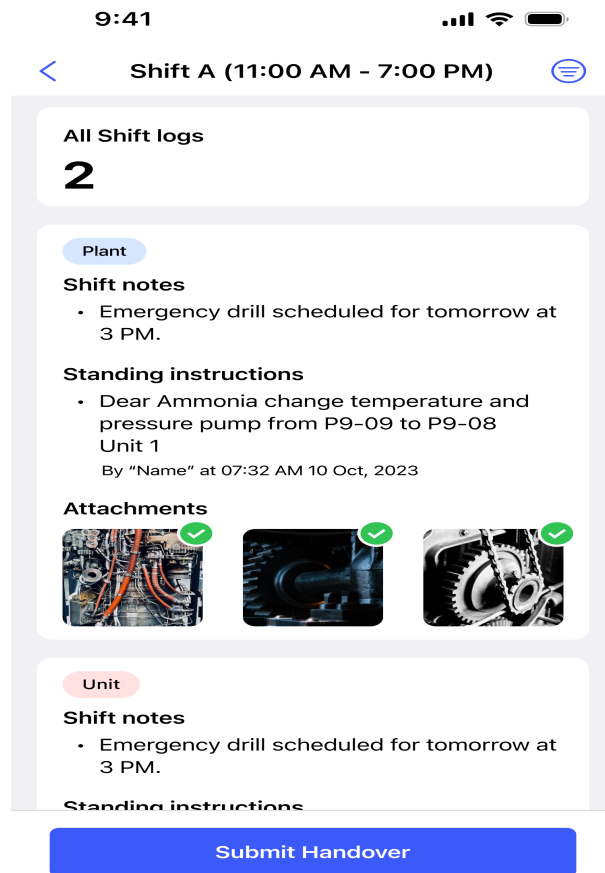 9:41
Shift A (11:00 AM - 7:00 PM)
All Shift logs
2
Plant
Shift notes
• Emergency drill scheduled for tomorrow at
3 PM.
Standing instructions
• Dear Ammonia change temperature and
pressure pump from P9-09 to P9-08
Unit 1
By “Name” at 07:32 AM 10 Oct, 2023
Attachments
Unit
Shift notes
• Emergency drill scheduled for tomorrow at
3 PM.
Standing instructions
Submit Handover